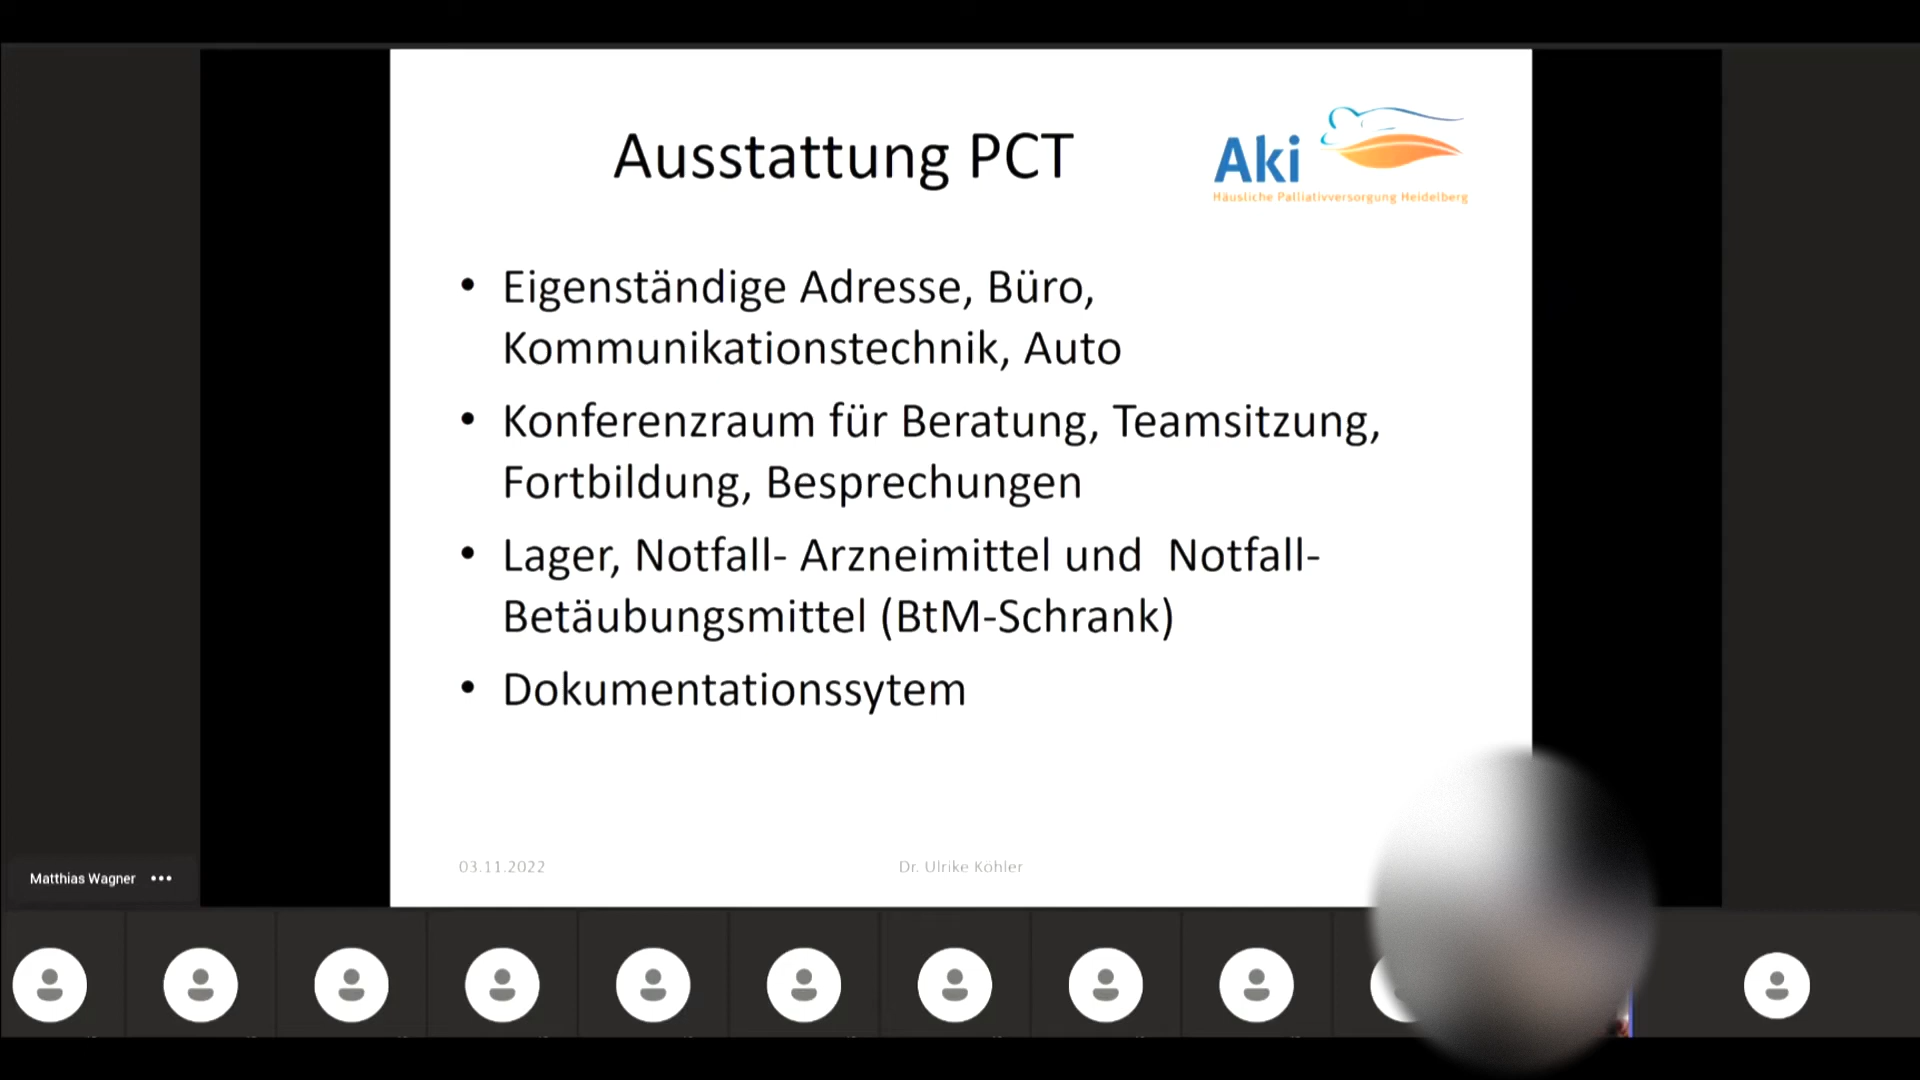 Ausstattung PCT
Aki
Häusliche Palliativversorgung Heidelberg
• Eigenständige Adresse, Büro,
Kommunikationstechnik, Auto
• Konferenzraum für Beratung, Teamsitzung,
Fortbildung, Besprechungen
• Lager, Notfall- Arzneimittel und  Notfall-
Betäubungsmittel (BtM-Schrank)
• Dokumentationssytem
03.11.2022
Dr. Ulrike Köhler
Matthias Wagner